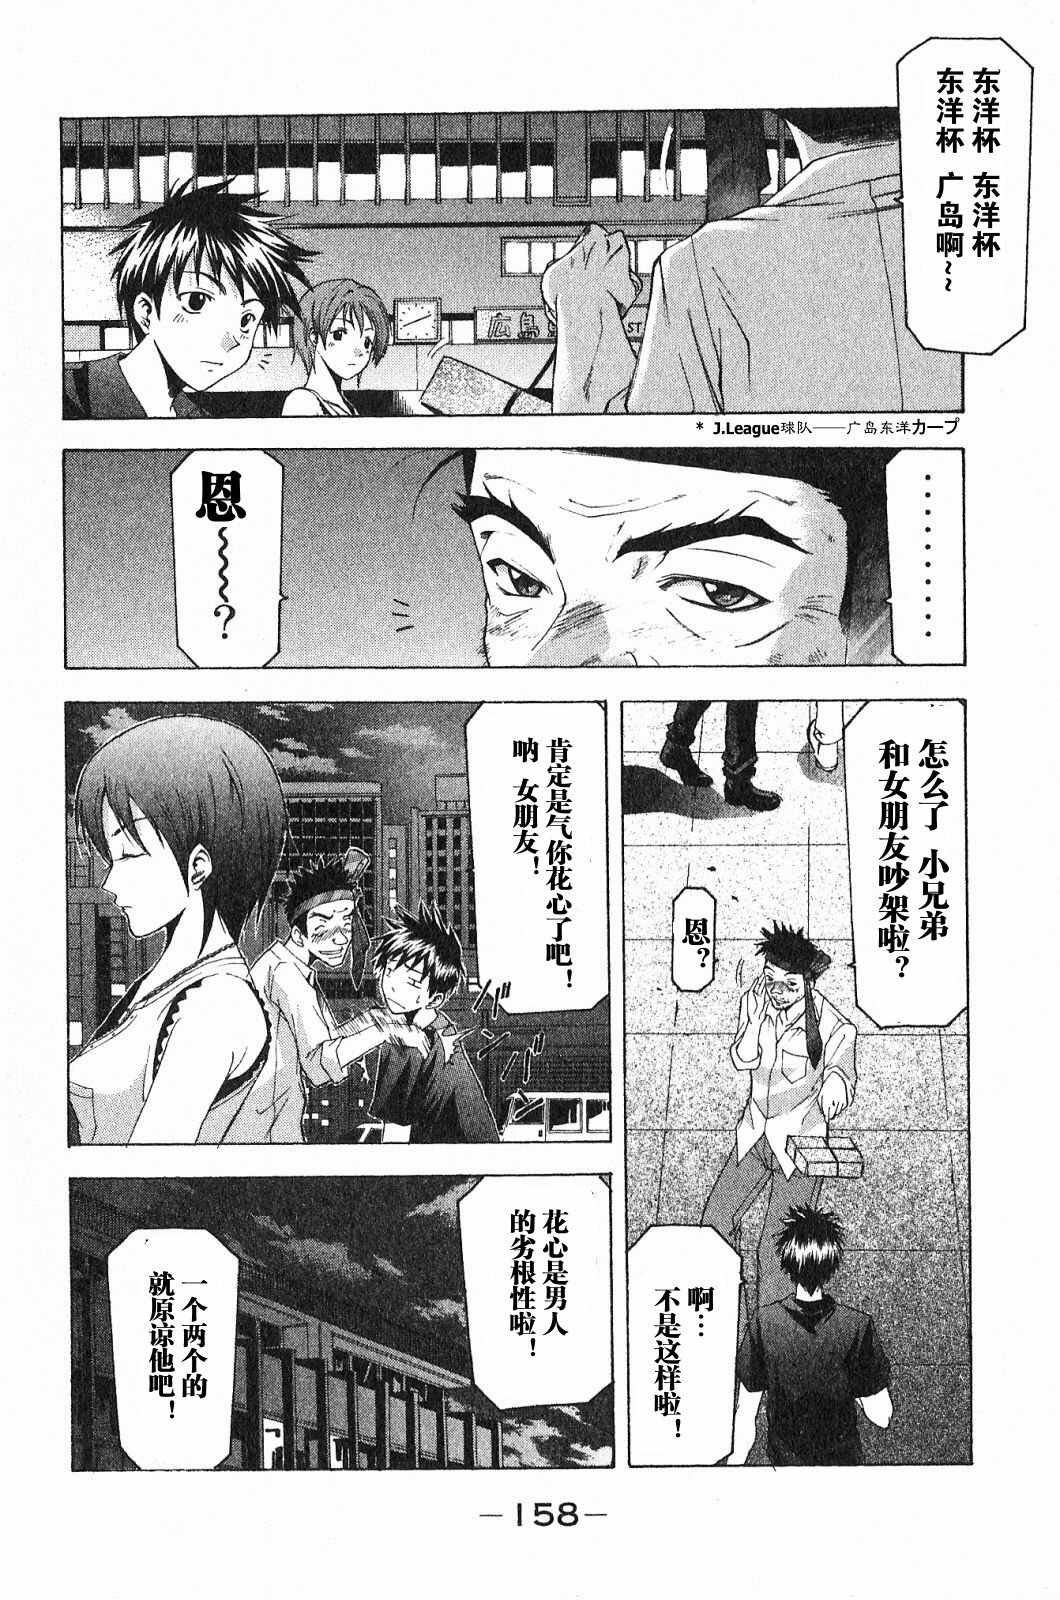 东洋杯 东洋杯
东洋杯 广岛啊~~
広島
ST
* J.League球队——广岛东洋カープ
………
恩~~~?
怎么了 小兄弟
和女朋友吵架啦?
恩?
啊…
不是这样啦!
肯定是气你花心了吧!
呐 女朋友!
花心是男人
的劣根性啦!
一个两个的
就原谅他吧!
—158—